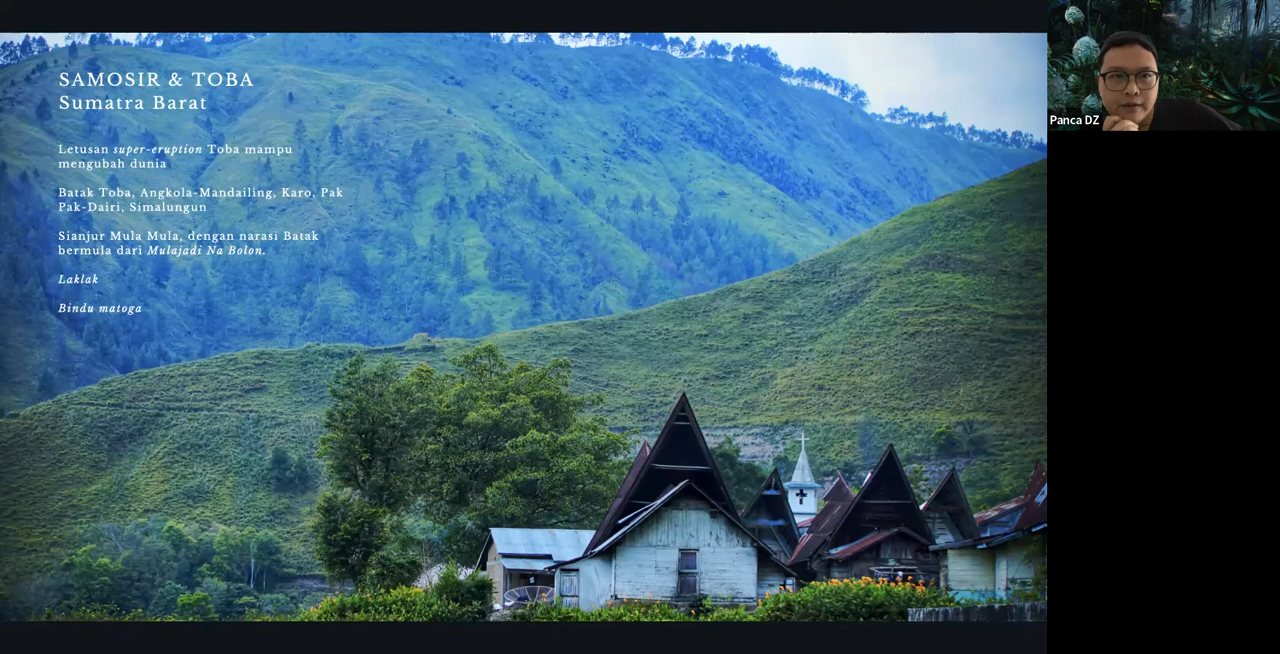 SAMOSIR & TOBA
Sumatra Barat
Letusan super-eruption Toba mampu
mengubah dunia
Batak Toba, Angkola-Mandailing, Karo, Pak
Pak-Dairi, Simalungun
Sianjur Mula Mula, dengan narasi Batak
bermula dari Mulajadi Na Bolon.
Laklak
Bindu matoga
Panca DZ